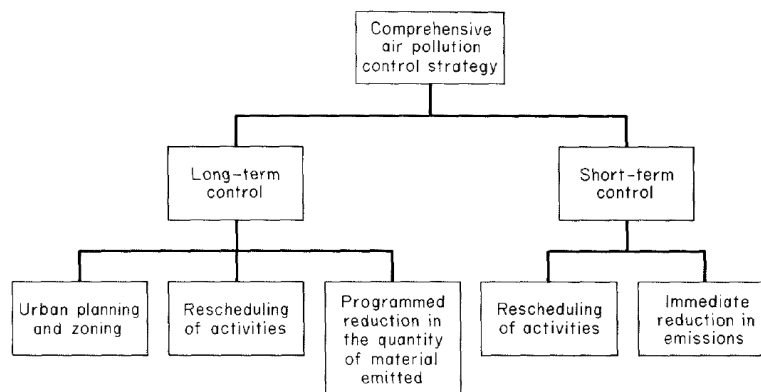 Comprehensive
air pollution
control strategy
Long-term
control
Short-term
control
Urban planning
and zoning
Rescheduling
of activities
Programmed
reduction in
the quantity
of material
emitted
Rescheduling
of activities
Immediate
reduction in
emissions